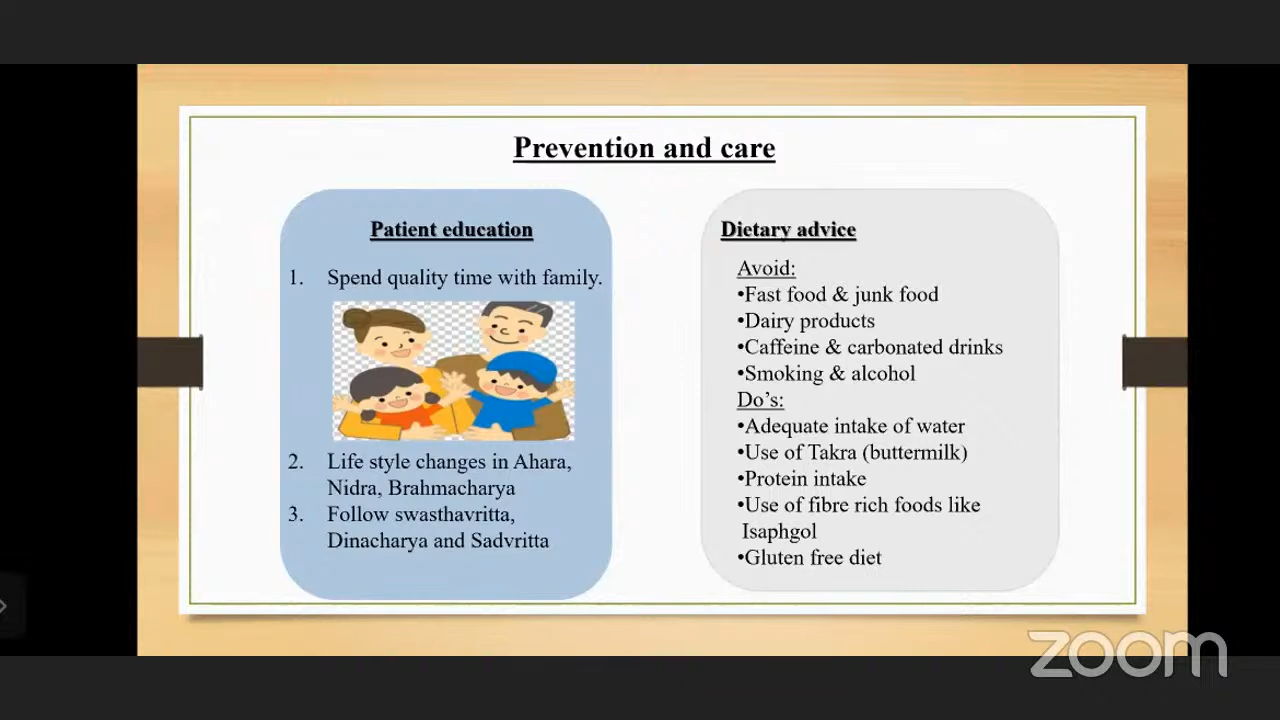 Prevention and care
Patient education
1. Spend quality time with family.
2. Life style changes in Ahara,
Nidra, Brahmacharya
3. Follow swasthavritta,
Dinacharya and Sadvritta
Dietary advice
Avoid:
•Fast food & junk food
•Dairy products
•Caffeine & carbonated drinks
•Smoking & alcohol
Do’s:
•Adequate intake of water
•Use of Takra (buttermilk)
•Protein intake
•Use of fibre rich foods like
Isaphgol
•Gluten free diet
zoom